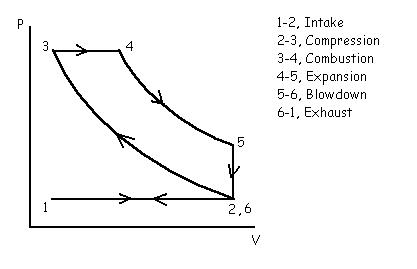 P
3
4
5
1
2,6
V
1-2, Intake
2-3, Compression
3-4, Combustion
4-5, Expansion
5-6, Blowdown
6-1, Exhaust